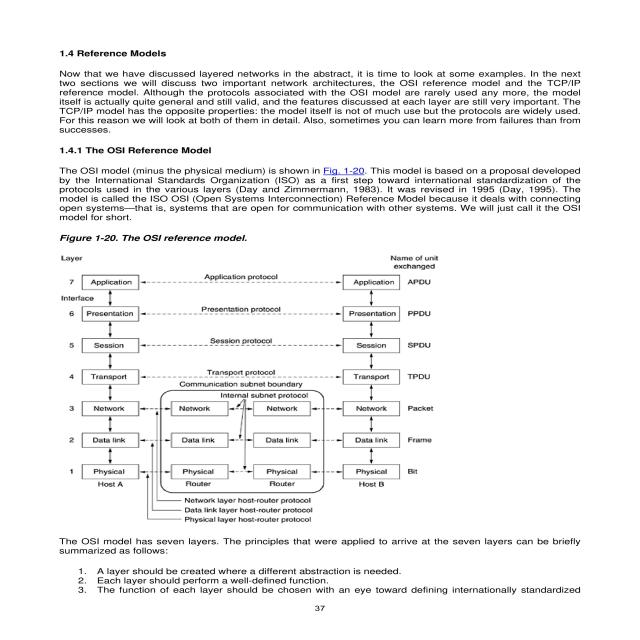 1.4 Reference Models
Now that we have discussed layered networks in the abstract, it is time to look at some examples. In the next
two sections we will discuss two important network architectures, the OSI reference model and the TCP/IP
reference model. Although the protocols associated with the OSI model are rarely used any more, the model
itself is actually quite general and still valid, and the features discussed at each layer are still very important. The
TCP/IP model has the opposite properties: the model itself is not of much use but the protocols are widely used.
For this reason we will look at both of them in detail. Also, sometimes you can learn more from failures than from
successes.
1.4.1 The OSI Reference Model
The OSI model (minus the physical medium) is shown in Fig. 1-20. This model is based on a proposal developed
by the International Standards Organization (ISO) as a first step toward international standardization of the
protocols used in the various layers (Day and Zimmermann, 1983). It was revised in 1995 (Day, 1995). The
model is called the ISO OSI (Open Systems Interconnection) Reference Model because it deals with connecting
open systems—that is, systems that are open for communication with other systems. We will just call it the OSI
model for short.
Figure 1-20. The OSI reference model.
Layer
Name of unit
exchanged
Application protocol
7 Application Application APDU
Interface
Presentation protocol
6 Presentation Presentation PPDU
Session protocol
5 Session Session SPDU
Transport protocol
4 Transport Transport TPDU
Communication subnet boundary
Internal subnet protocol
3 Network Network Network Network Packet
2 Data link Data link Data link Data link Frame
1 Physical Physical Physical Physical Bit
Host A Router Router Host B
Network layer host-router protocol
Data link layer host-router protocol
Physical layer host-router protocol
The OSI model has seven layers. The principles that were applied to arrive at the seven layers can be briefly
summarized as follows:
1. A layer should be created where a different abstraction is needed.
2. Each layer should perform a well-defined function.
3. The function of each layer should be chosen with an eye toward defining internationally standardized
37